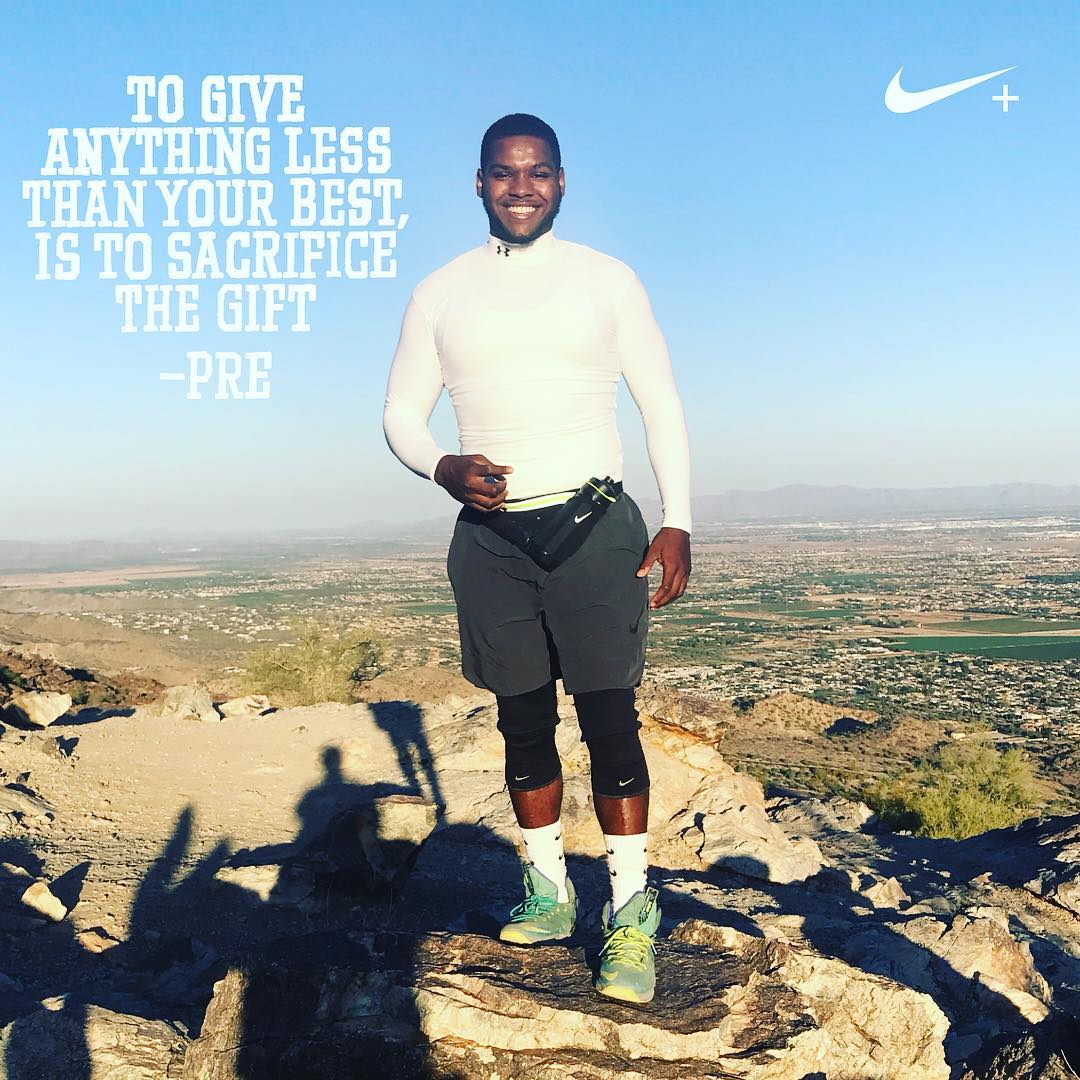 TO GIVE
ANYTHING LESS
THAN YOUR BEST,
IS TO SACRIFICE
THE GIFT
-PRE
+